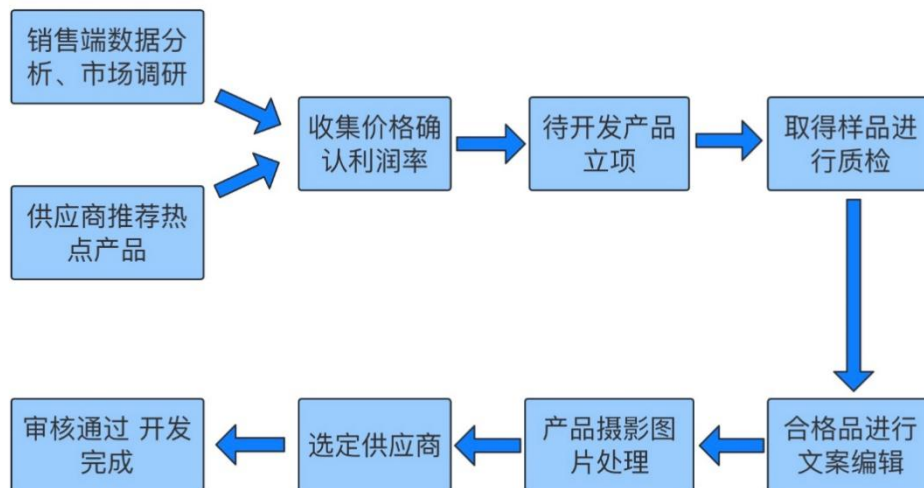 销售端数据分
析、市场调研
供应商推荐热
点产品
收集价格确
认利润率
待开发产品
立项
取得样品进
行质检
合格品进行
文案编辑
产品摄影图
片处理
选定供应商
审核通过 开发
完成